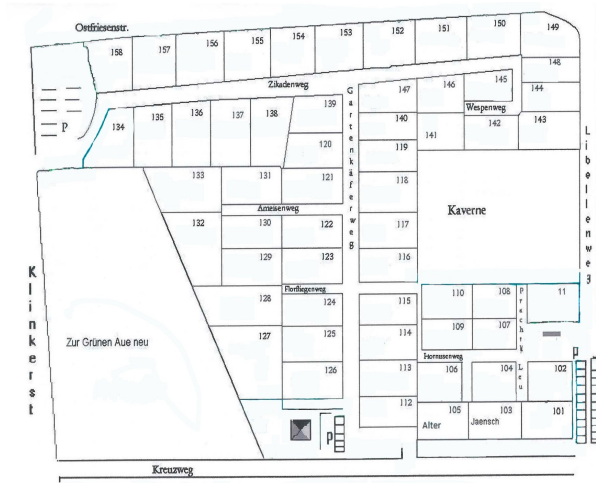 Ostfriesenstr.
158 157 156 155 154 153 152 151 150 149
148
Zikadenweg
147 146 145 144
P
Wespenweg
134 135 136 137 138 139
140 141 142 143
120 119
Gartenkäferweg
Libellenweg
133 131 121 118
Ameisenweg
Kaverne
132 130 122 117
129 123 116
Klinkerst
Florfliegenweg
128 124 115 110 108 11
125 114 109 107
Zur Grünen Aue neu
127
Hornissenweg
126 113 106 104 102
112 105 103 101
Alter Jaensch
P
Kreuzweg